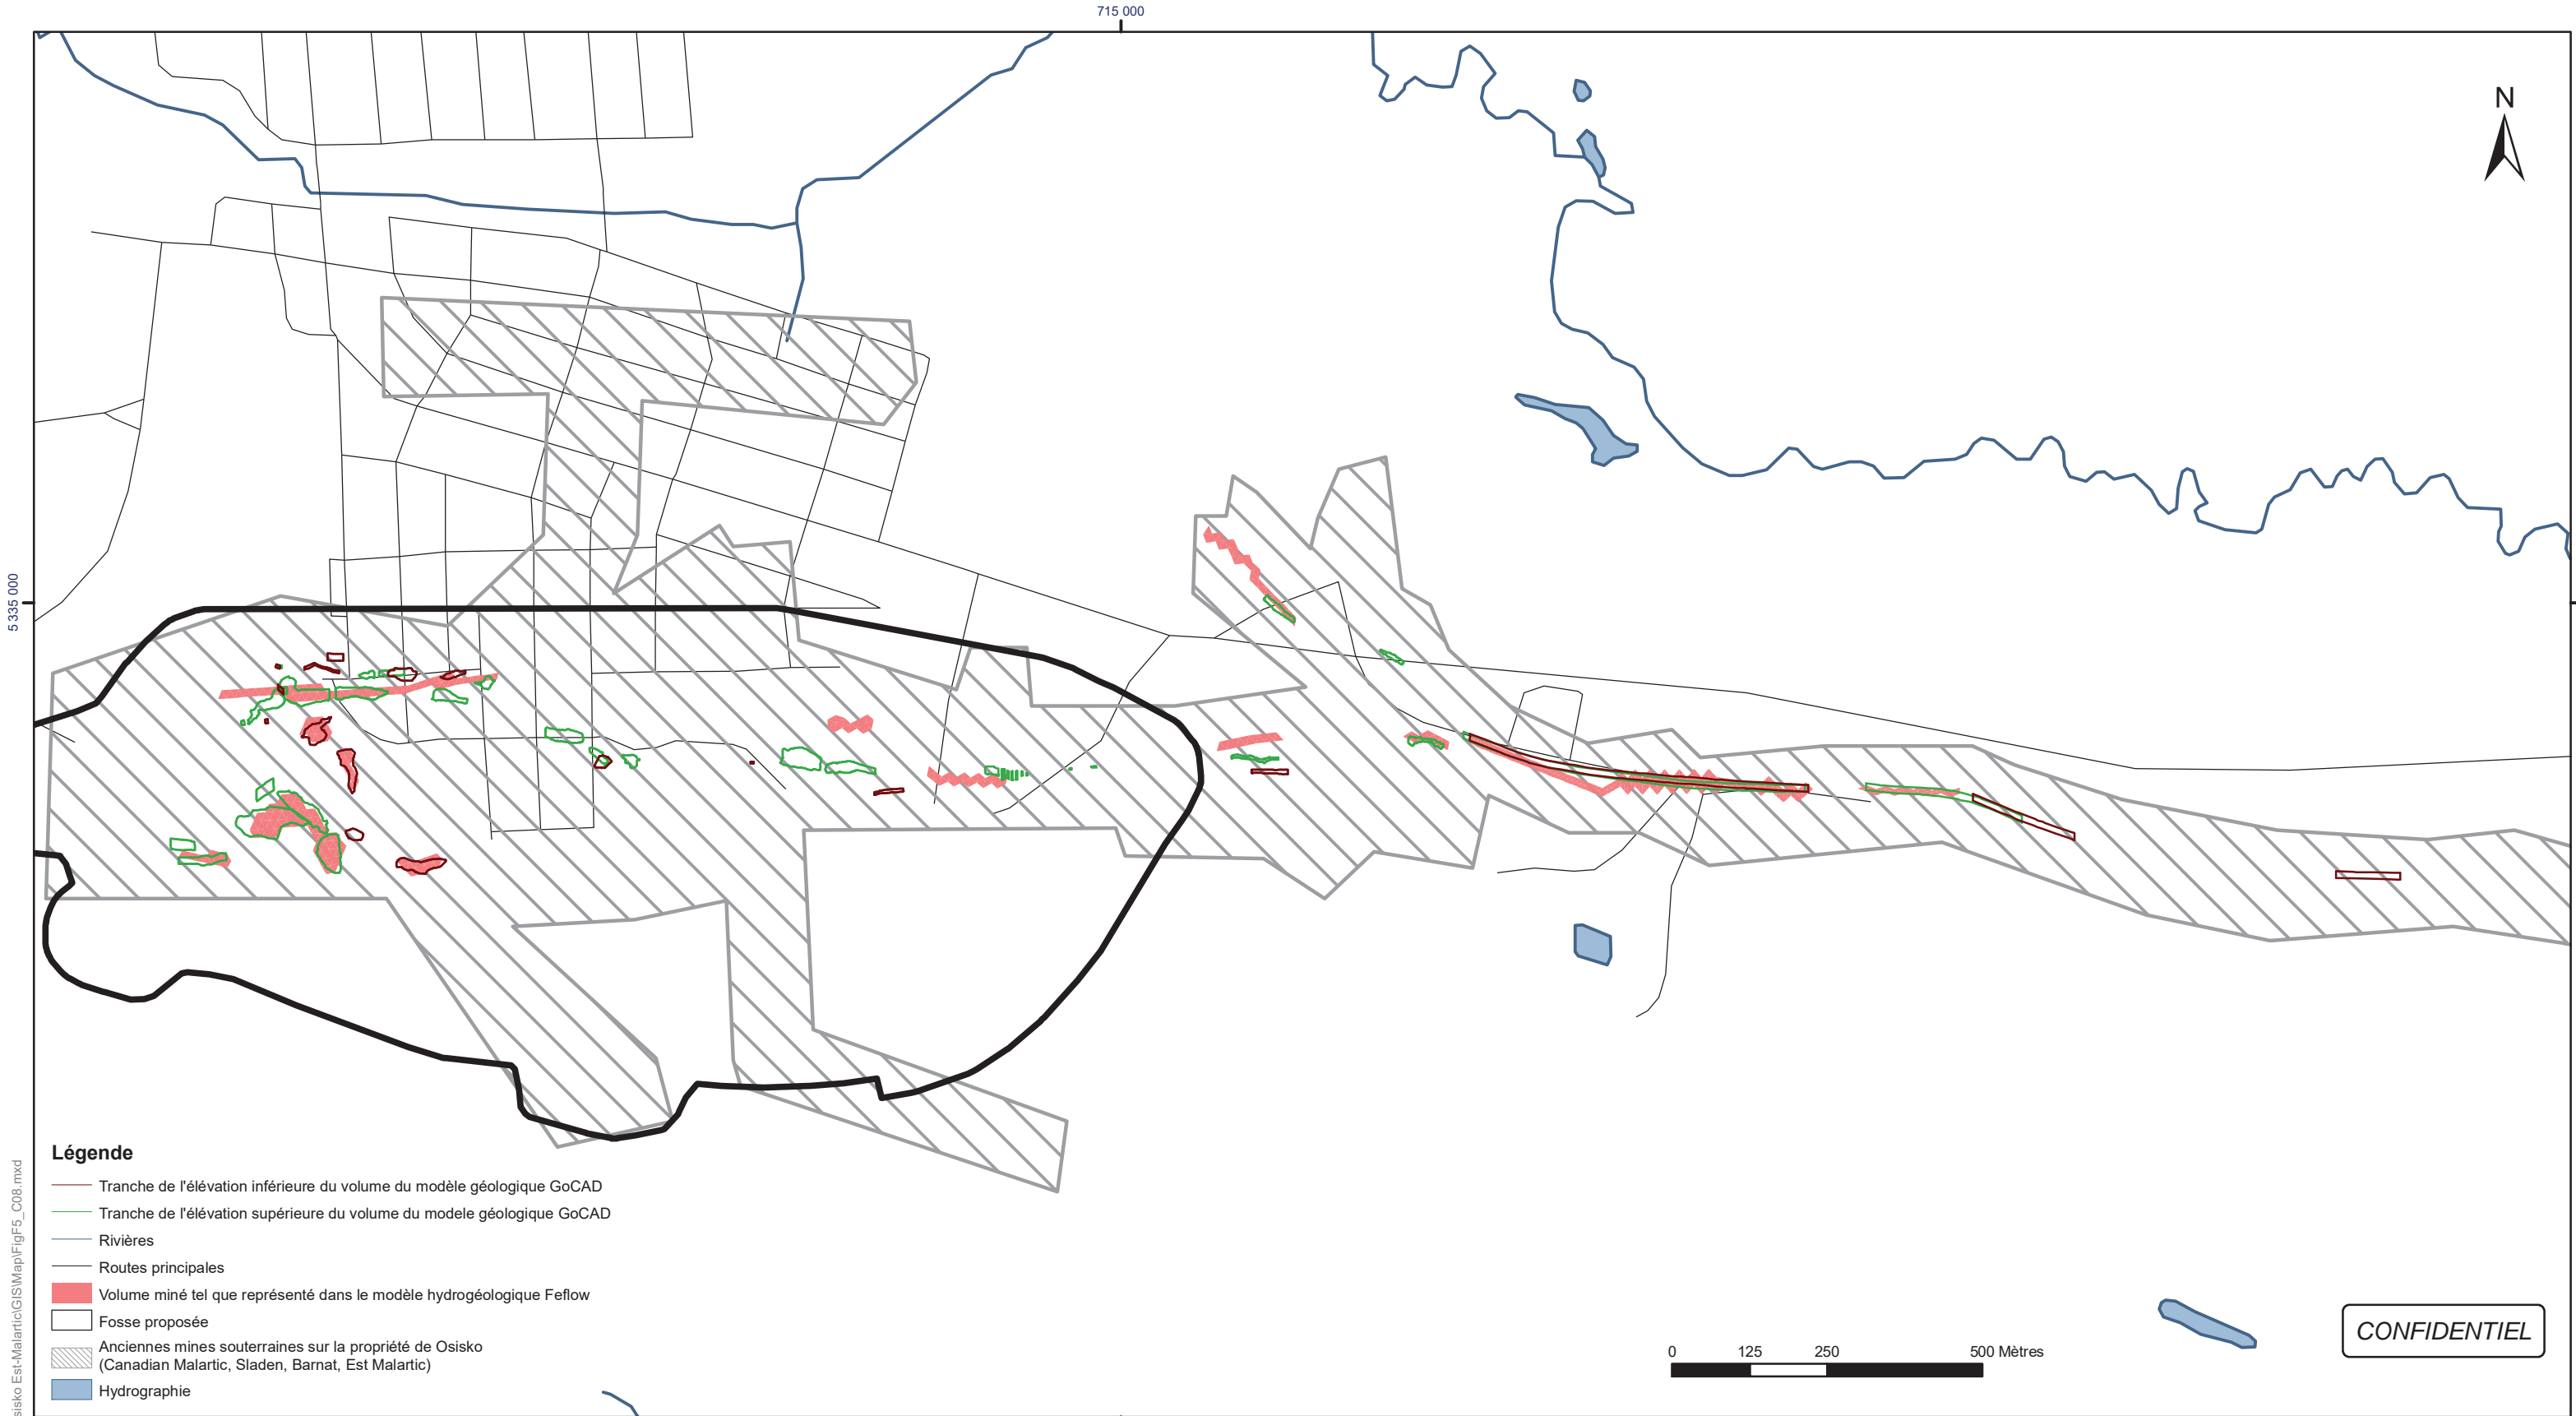 715 000
N
5 335 000
Légende
Tranche de l'élévation inférieure du volume du modèle géologique GoCAD
Tranche de l'élévation supérieure du volume du modele géologique GoCAD
Rivières
Routes principales
Volume miné tel que représenté dans le modèle hydrogéologique Feflow
Fosse proposée
Anciennes mines souterraines sur la propriété de Osisko
(Canadian Malartic, Sladen, Barnat, Est Malartic)
Hydrographie
0 125 250 500 Mètres
CONFIDENTIEL
sisko Est-Malartic\GIS\Map\FigF5_C08.mxd